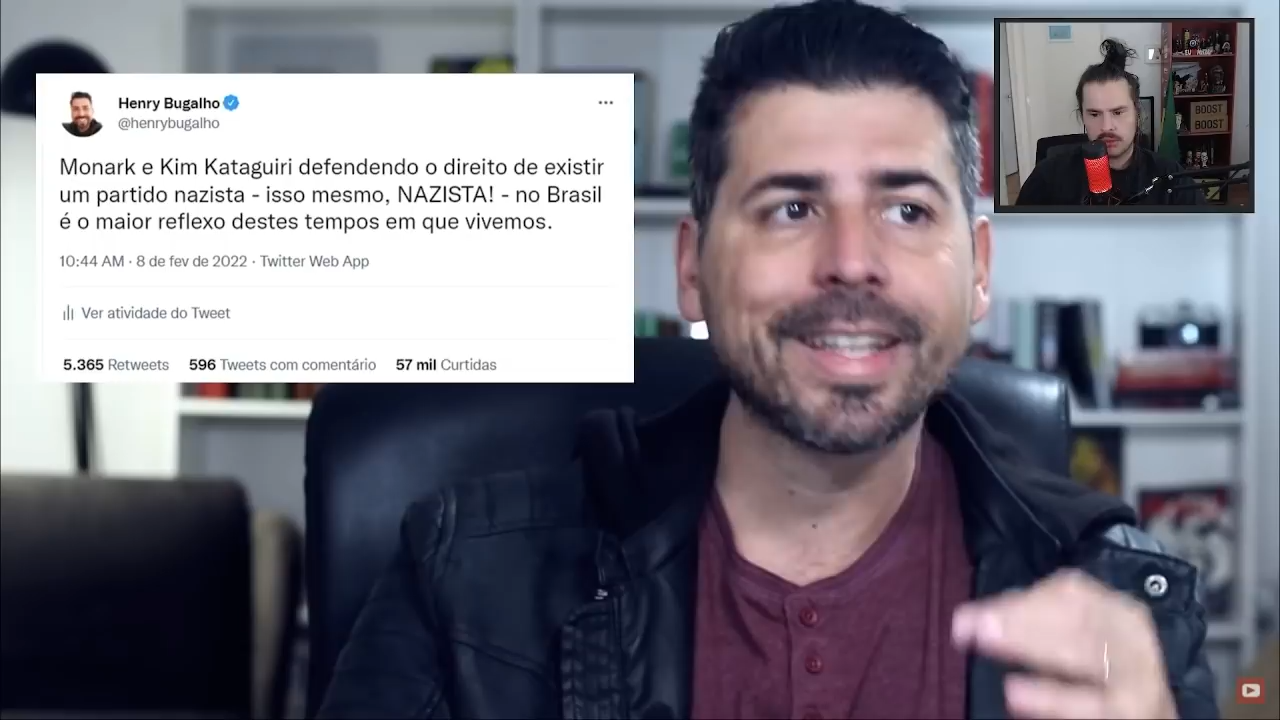 Henry Bugalho
@henrybugalho
Monark e Kim Kataguiri defendendo o direito de existir
um partido nazista - isso mesmo, NAZISTA! - no Brasil
é o maior reflexo destes tempos em que vivemos.
10:44 AM · 8 de fev de 2022 · Twitter Web App
Ver atividade do Tweet
5.365 Retweets 596 Tweets com comentário 57 mil Curtidas
BOOST
BOOST